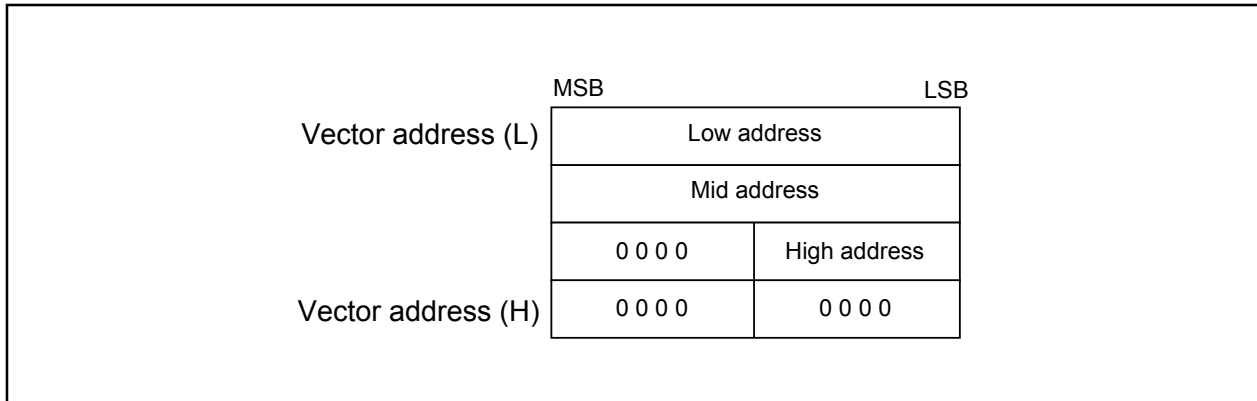 MSB LSB
Vector address (L) Low address
Mid address
0 0 0 0 High address
Vector address (H) 0 0 0 0 0 0 0 0